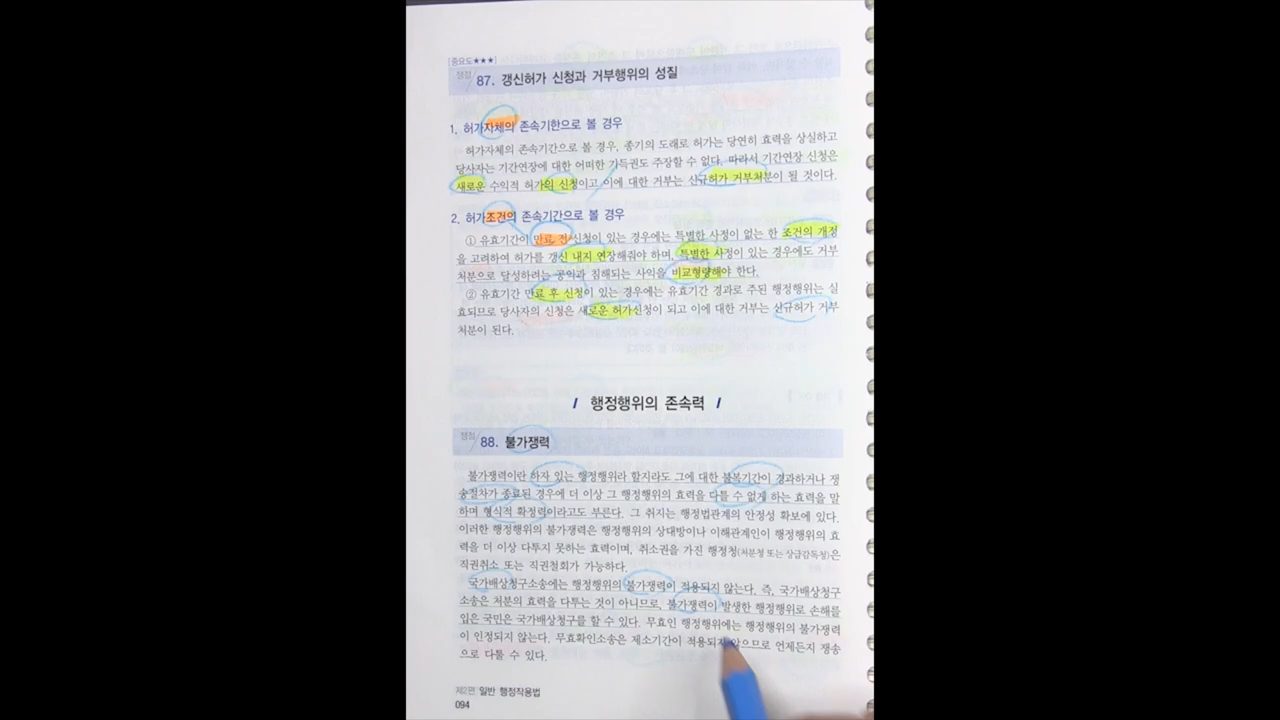 [중요도★★★]
쟁점 87. 갱신허가 신청과 거부행위의 성질
1. 허가자체의 존속기한으로 볼 경우
허가자체의 존속기간으로 볼 경우, 종기의 도래로 허가는 당연히 효력을 상실하고
당사자는 기간연장에 대한 어떠한 기득권도 주장할 수 없다. 따라서 기간연장 신청은
새로운 수익적 허가의 신청이고 이에 대한 거부는 신규허가 거부처분이 될 것이다.
2. 허가조건의 존속기간으로 볼 경우
① 유효기간이 만료 전 신청이 있는 경우에는 특별한 사정이 없는 한 조건의 개정
을 고려하여 허가를 갱신 내지 연장해줘야 하며, 특별한 사정이 있는 경우에도 거부
처분으로 달성하려는 공익과 침해되는 사익을 비교형량해야 한다.
② 유효기간 만료 후 신청이 있는 경우에는 유효기간 경과로 주된 행정행위는 실
효되므로 당사자의 신청은 새로운 허가신청이 되고 이에 대한 거부는 신규허가 거부
처분이 된다.
/ 행정행위의 존속력 /
쟁점 88. 불가쟁력
불가쟁력이란 하자 있는 행정행위라 할지라도 그에 대한 불복기간이 경과하거나 쟁
송절차가 종료된 경우에 더 이상 그 행정행위의 효력을 다툴 수 없게 하는 효력을 말
하며 형식적 확정력이라고도 부른다. 그 취지는 행정법관계의 안정성 확보에 있다.
이러한 행정행위의 불가쟁력은 행정행위의 상대방이나 이해관계인이 행정행위의 효
력을 더 이상 다투지 못하는 효력이며, 취소권을 가진 행정청(처분청 또는 상급감독청)은
직권취소 또는 직권철회가 가능하다.
국가배상청구소송에는 행정행위의 불가쟁력이 적용되지 않는다. 즉, 국가배상청구
소송은 처분의 효력을 다투는 것이 아니므로, 불가쟁력이 발생한 행정행위로 손해를
입은 국민은 국가배상청구를 할 수 있다. 무효인 행정행위에는 행정행위의 불가쟁력
이 인정되지 않는다. 무효확인소송은 제소기간이 적용되지 않으므로 언제든지 쟁송
으로 다툴 수 있다.
제2편 일반 행정작용법
094